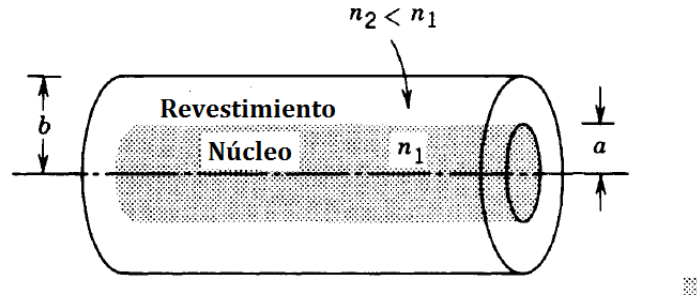 n₂ < n₁
Revestimiento
b
Núcleo
n₁
a